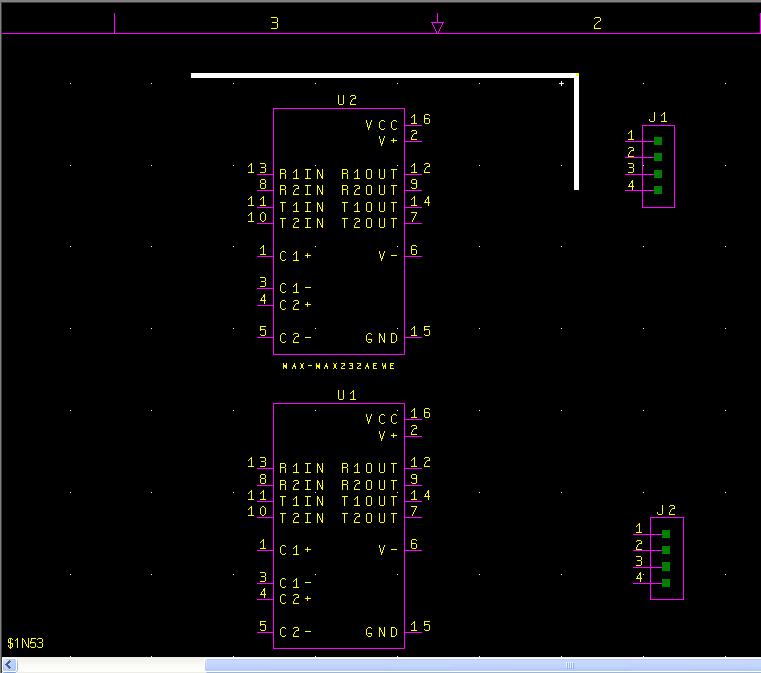 3 2
U2
VCC 16
V+ 2
13 R1IN R1OUT 12
8 R2IN R2OUT 9
11 T1IN T1OUT 14
10 T2IN T2OUT 7
1 C1+ V- 6
3 C1-
4 C2+
5 C2- GND 15
MAX-MAX232AEWE
J1
1
2
3
4
U1
VCC 16
V+ 2
13 R1IN R1OUT 12
8 R2IN R2OUT 9
11 T1IN T1OUT 14
10 T2IN T2OUT 7
1 C1+ V- 6
3 C1-
4 C2+
5 C2- GND 15
J2
1
2
3
4
$1N53